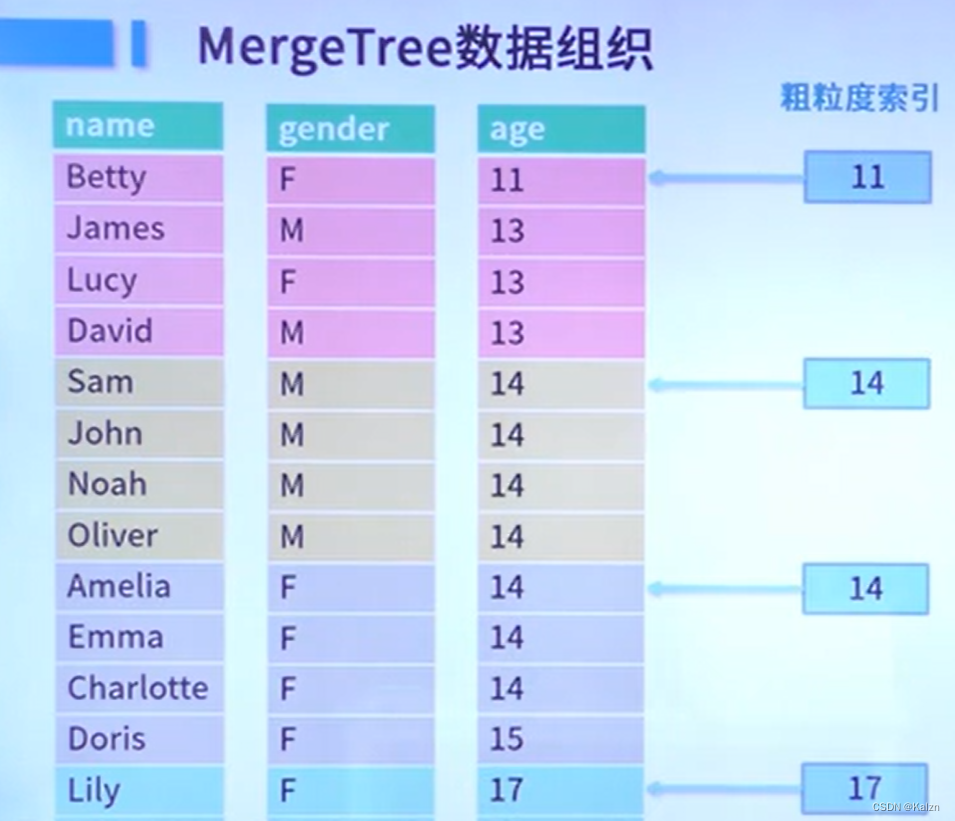 MergeTree数据组织
粗粒度索引
name gender age
Betty F 11 11
James M 13
Lucy F 13
David M 13
Sam M 14 14
John M 14
Noah M 14
Oliver M 14
Amelia F 14 14
Emma F 14
Charlotte F 14
Doris F 15
Lily F 17 17
CSDN @Kaizn